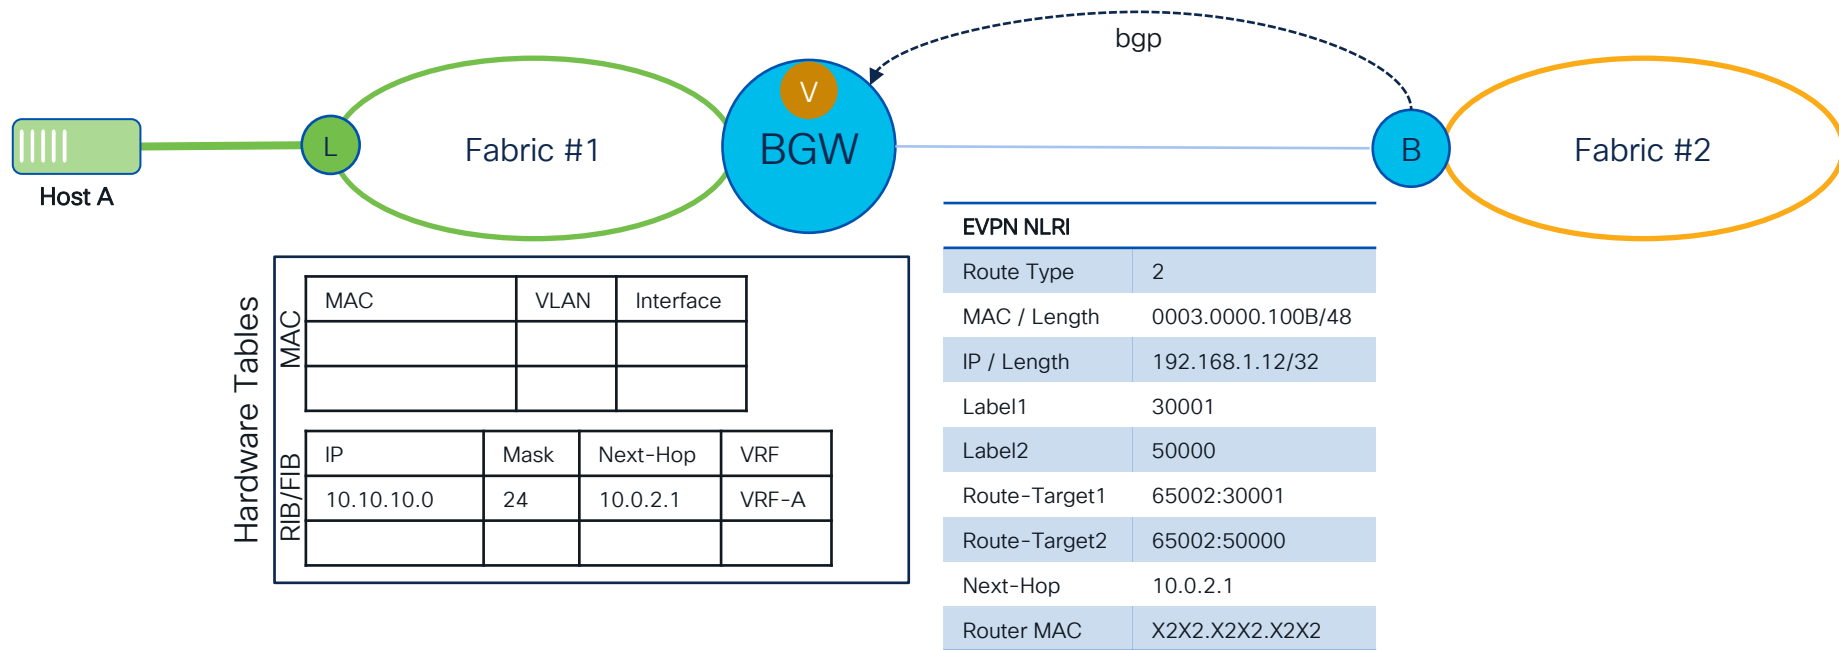 bgp
V
Host A
L
Fabric #1
BGW
B
Fabric #2
Hardware Tables
MAC
MAC VLAN Interface
RIB/FIB
IP Mask Next-Hop VRF
10.10.10.0 24 10.0.2.1 VRF-A
EVPN NLRI
Route Type 2
MAC / Length 0003.0000.100B/48
IP / Length 192.168.1.12/32
Label1 30001
Label2 50000
Route-Target1 65002:30001
Route-Target2 65002:50000
Next-Hop 10.0.2.1
Router MAC X2X2.X2X2.X2X2